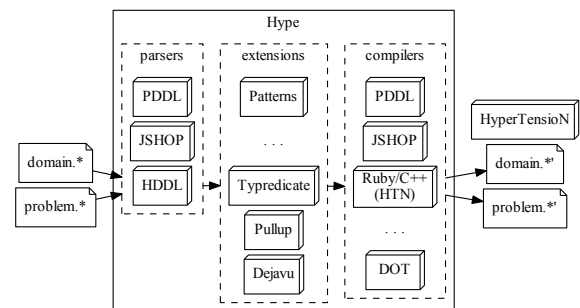 Hype
parsers
PDDL
JSHOP
HDDL
extensions
Patterns
. . .
Typredicate
Pullup
Dejavu
compilers
PDDL
JSHOP
Ruby/C++
(HTN)
. . .
DOT
domain.*
problem.*
HyperTensioN
domain.*'
problem.*'